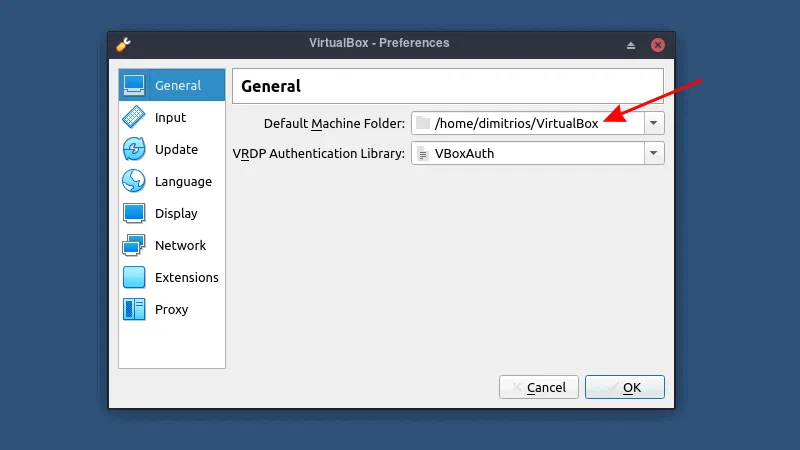 VirtualBox - Preferences
General
Input
Update
Language
Display
Network
Extensions
Proxy
General
Default Machine Folder: /home/dimitrios/VirtualBox
VRDP Authentication Library: VBoxAuth
Cancel OK